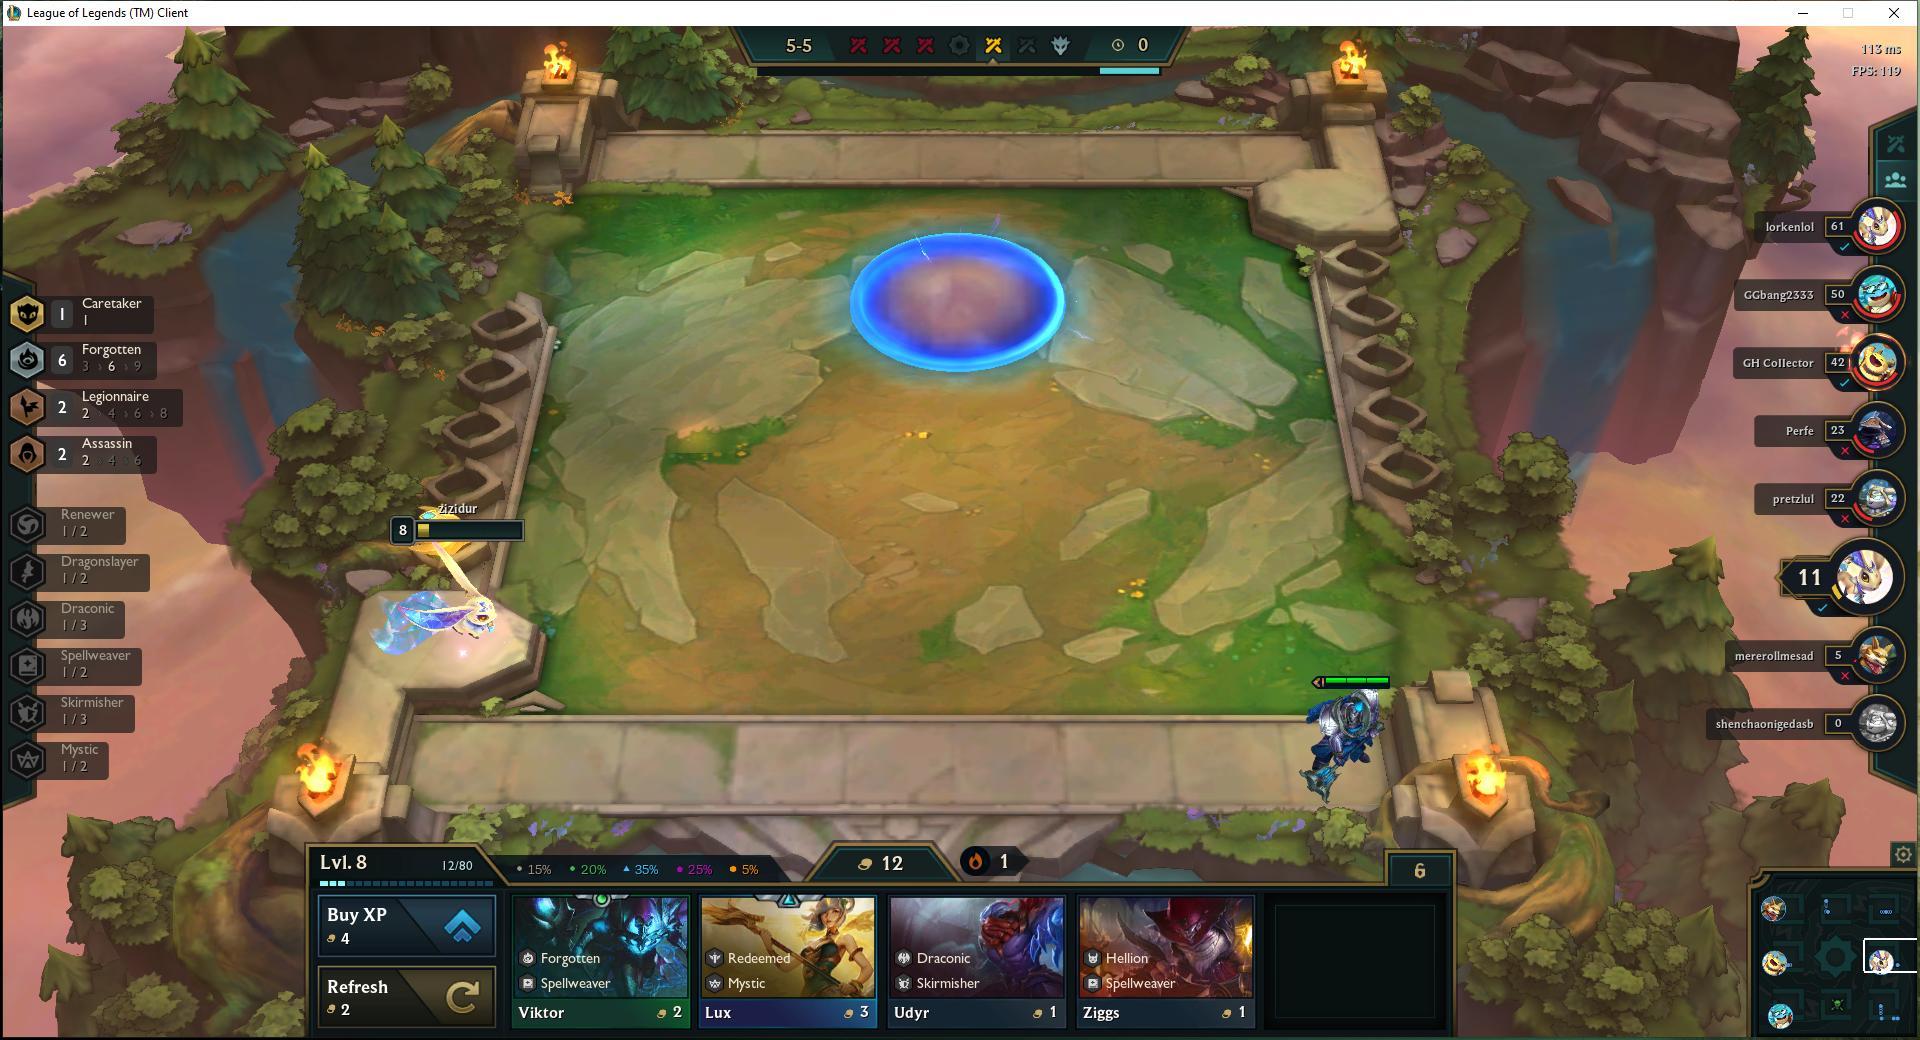 League of Legends (TM) Client
5-5
0
113 ms
FPS: 119
Caretaker
1
1
Forgotten
6
3 › 6 › 9
Legionnaire
2
2 › 4 › 6 › 8
Assassin
2
2 › 4 › 6
Renewer
1 / 2
Dragonslayer
1 / 2
Draconic
1 / 3
Spellweaver
1 / 2
Skirmisher
1 / 3
Mystic
1 / 2
zizidur
8
lorkenlol 61
GGbang2333 50
GH Collector 42
Perfe 23
pretzlul 22
11
mererollmesad 5
shenchaonigedasb 0
Lvl. 8 12/80
15% 20% 35% 25% 5%
12
1
6
Buy XP
4
Refresh
2
Forgotten
Spellweaver
Viktor 2
Redeemed
Mystic
Lux 3
Draconic
Skirmisher
Udyr 1
Hellion
Spellweaver
Ziggs 1